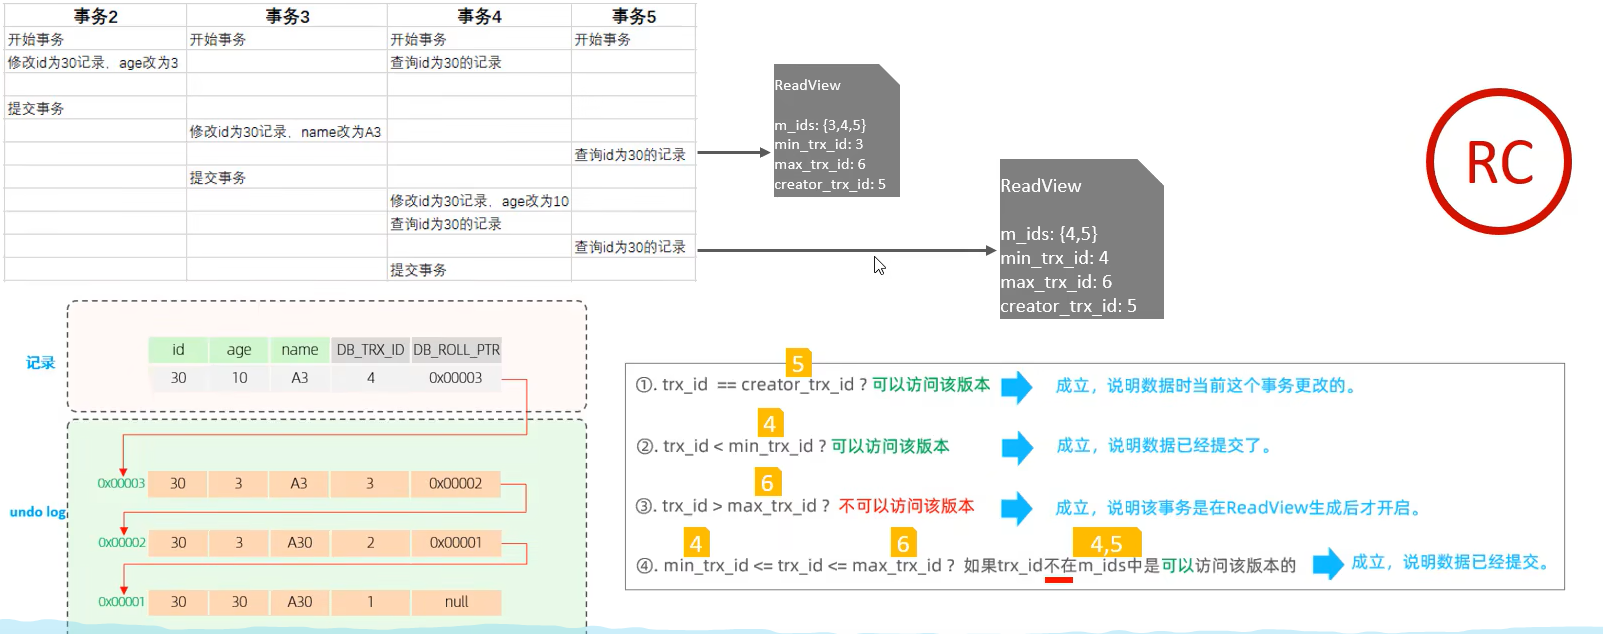 事务2 事务3 事务4 事务5
开始事务 开始事务 开始事务 开始事务
修改id为30记录，age改为3 查询id为30的记录
提交事务
修改id为30记录，name改为A3
查询id为30的记录
提交事务
修改id为30记录，age改为10
查询id为30的记录
查询id为30的记录
提交事务
ReadView
m_ids: {3,4,5}
min_trx_id: 3
max_trx_id: 6
creator_trx_id: 5
ReadView
m_ids: {4,5}
min_trx_id: 4
max_trx_id: 6
creator_trx_id: 5
RC
记录
id age name DB_TRX_ID DB_ROLL_PTR
30 10 A3 4 0x00003
undo log
0x00003 30 3 A3 3 0x00002
0x00002 30 3 A30 2 0x00001
0x00001 30 30 A30 1 null
5
①. trx_id == creator_trx_id ? 可以访问该版本 成立，说明数据时当前这个事务更改的。
4
②. trx_id < min_trx_id ? 可以访问该版本 成立，说明数据已经提交了。
6
③. trx_id > max_trx_id ? 不可以访问该版本 成立，说明该事务是在ReadView生成后才开启。
4 6 4,5
④. min_trx_id <= trx_id <= max_trx_id ? 如果trx_id不在m_ids中是可以访问该版本的 成立，说明数据已经提交。